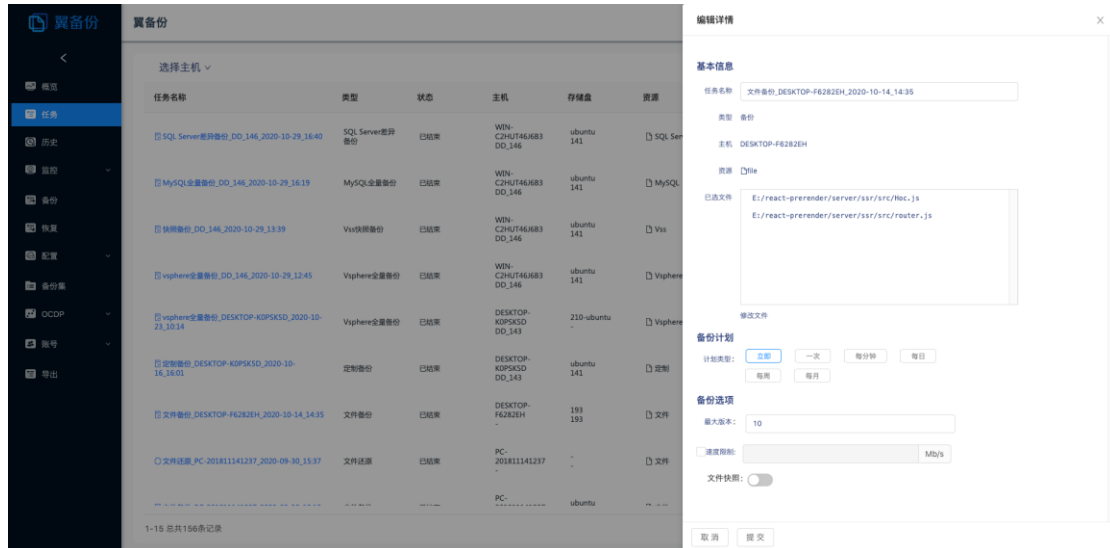 翼备份
翼备份
选择主机
概览
任务
历史
监控
备份
恢复
配置
备份集
OCDP
账号
导出
任务名称 类型 状态 主机 存储盘 资源
SQL Server差异备份_DD_146_2020-10-29_16:40 SQL Server差异备份 已结束 WIN-C2HUT46J6B3 DD_146 ubuntu 141 SQL Ser
MySQL全量备份_DD_146_2020-10-29_16:19 MySQL全量备份 已结束 WIN-C2HUT46J6B3 DD_146 ubuntu 141 MySQL
快照备份_DD_146_2020-10-29_13:39 Vss快照备份 已结束 WIN-C2HUT46J6B3 DD_146 ubuntu 141 Vss
vsphere全量备份_DD_146_2020-10-29_12:45 Vsphere全量备份 已结束 WIN-C2HUT46J6B3 DD_146 ubuntu 141 Vsphere
vsphere全量备份_DESKTOP-K0PSKSD_2020-10-23_10:14 Vsphere全量备份 已结束 DESKTOP-K0PSKSD DD_143 210-ubuntu - Vsphere
定制备份_DESKTOP-K0PSKSD_2020-10-16_16:01 定制备份 已结束 DESKTOP-K0PSKSD DD_143 ubuntu 141 定制
文件备份_DESKTOP-F6282EH_2020-10-14_14:35 文件备份 已结束 DESKTOP-F6282EH - 193 193 文件
文件还原_PC-201811141237_2020-09-30_15:37 文件还原 已结束 PC-201811141237 - - - 文件
PC- ubuntu
1-15 总共156条记录
编辑详情
基本信息
任务名称 文件备份_DESKTOP-F6282EH_2020-10-14_14:35
类型 备份
主机 DESKTOP-F6282EH
资源 file
已选文件 E:/react-prerender/server/ssr/src/Hoc.js
E:/react-prerender/server/ssr/src/router.js
修改文件
备份计划
计划类型: 立即 一次 每分钟 每日
每周 每月
备份选项
最大版本: 10
速度限制: Mb/s
文件快照:
取消 提交